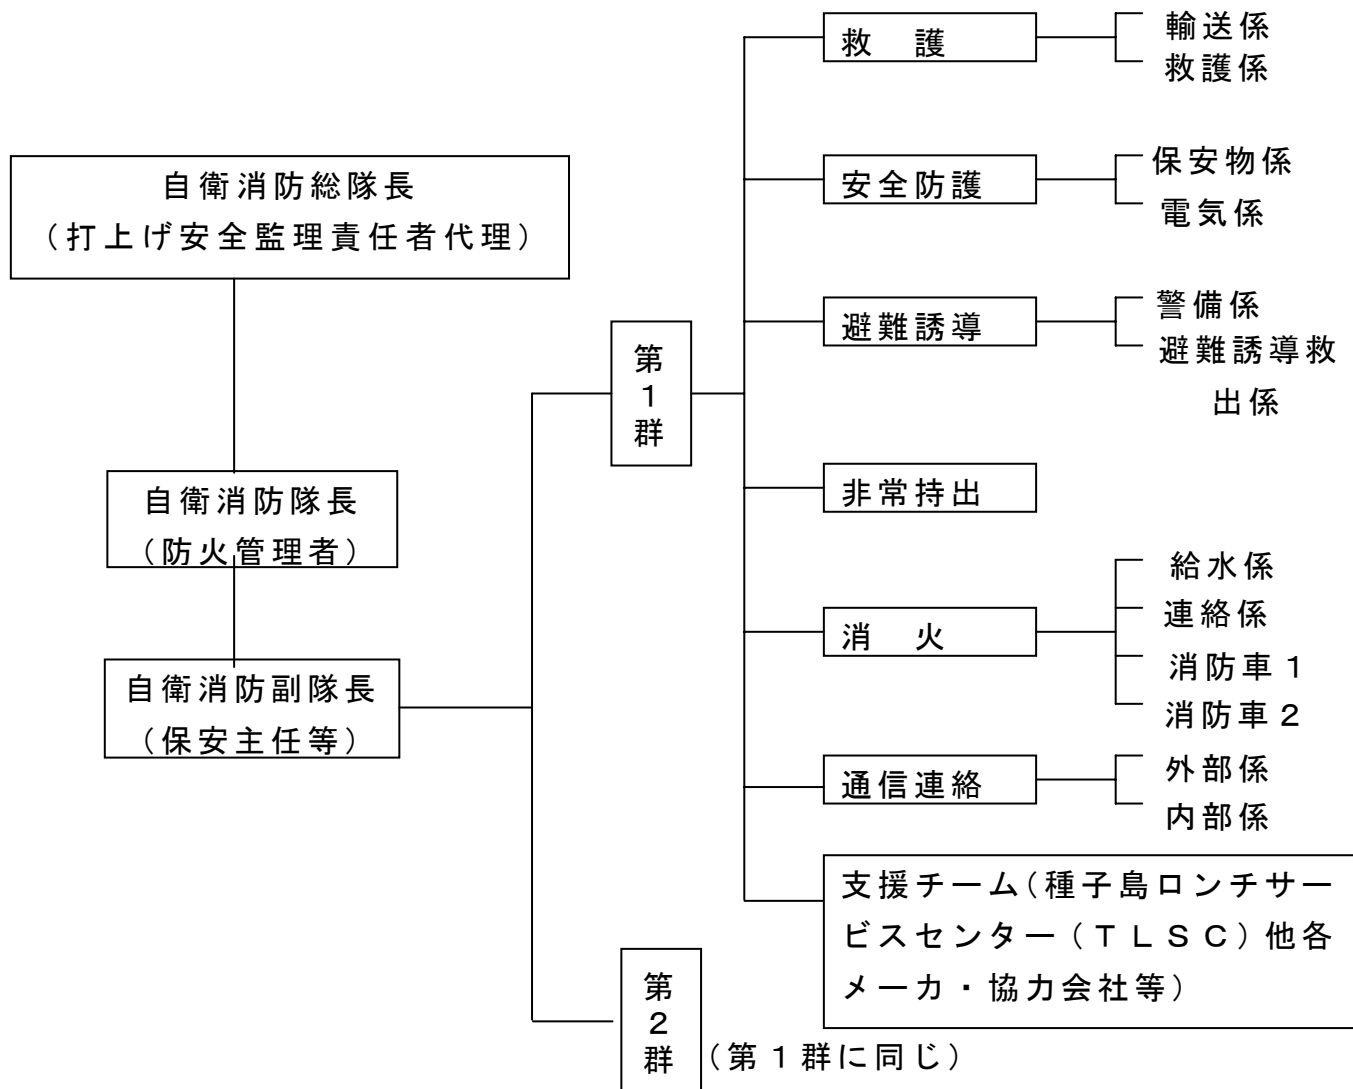 自衛消防総隊長
（打上げ安全監理責任者代理）
自衛消防隊長
（防火管理者）
自衛消防副隊長
（保安主任等）
第
１
群
第
２
群
（第１群に同じ）
救　護
輸送係
救護係
安全防護
保安物係
電気係
避難誘導
警備係
避難誘導救
出係
非常持出
消　火
給水係
連絡係
消防車１
消防車２
通信連絡
外部係
内部係
支援チーム（種子島ロンチサー
ビスセンター（ＴＬＳＣ）他各
メーカ・協力会社等）